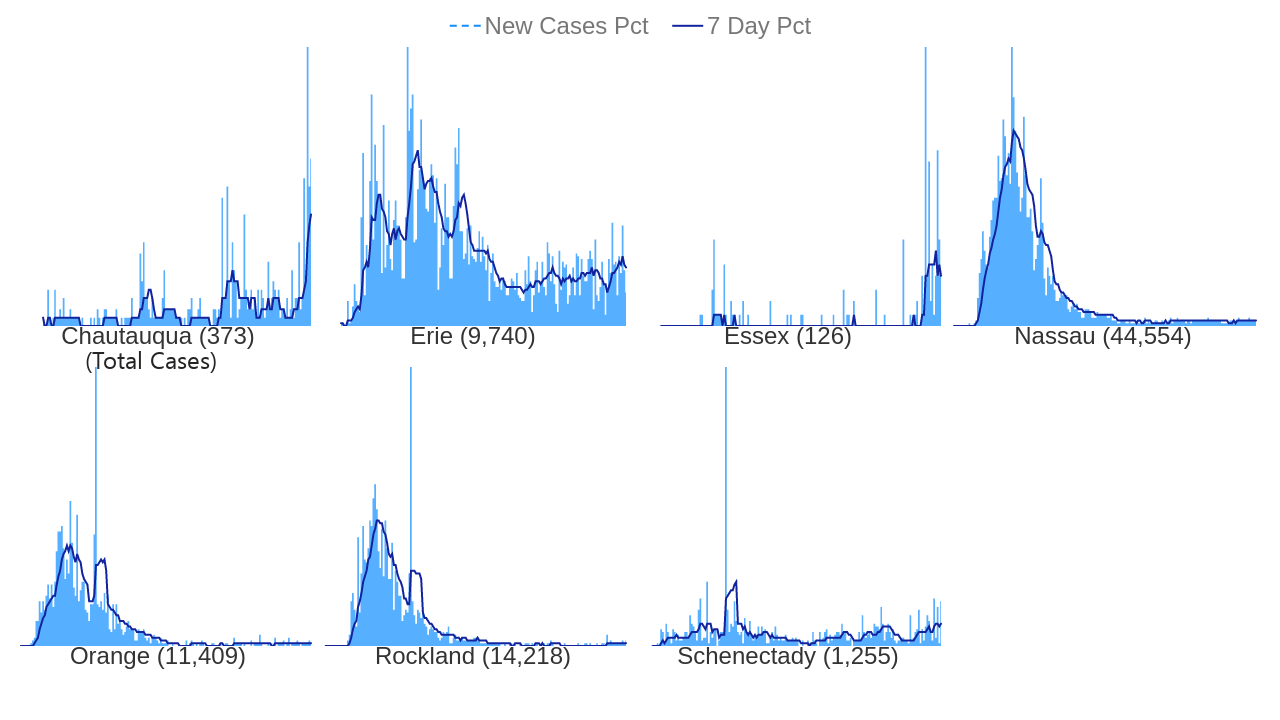 New Cases Pct 7 Day Pct
Chautauqua (373) Erie (9,740) Essex (126) Nassau (44,554)
(Total Cases)
Orange (11,409) Rockland (14,218) Schenectady (1,255)